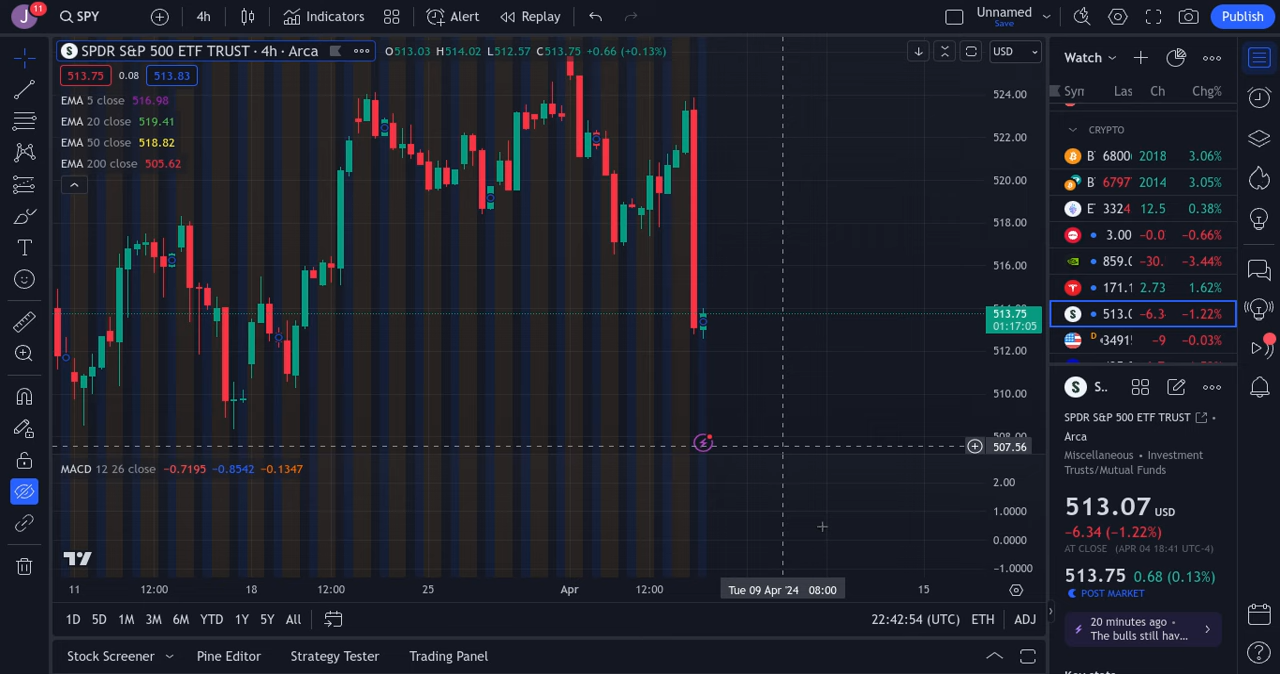 J
11
SPY
4h
Indicators
Alert
Replay
Unnamed
Save
Publish
S SPDR S&P 500 ETF TRUST · 4h · Arca
O513.03 H514.02 L512.57 C513.75 +0.66 (+0.13%)
USD
513.75 0.08 513.83
EMA 5 close 516.98
EMA 20 close 519.41
EMA 50 close 518.82
EMA 200 close 505.62
524.00
522.00
520.00
518.00
516.00
514.00
513.75
01:17:05
512.00
510.00
508.00
507.56
MACD 12 26 close −0.7195 −0.8542 −0.1347
2.00
1.0000
0.0000
−1.0000
11 12:00 18 12:00 25 Apr 12:00 Tue 09 Apr '24 08:00 15
1D 5D 1M 3M 6M YTD 1Y 5Y All
22:42:54 (UTC) ETH ADJ
Stock Screener Pine Editor Strategy Tester Trading Panel
Watch
Sym Las Ch Chg%
CRYPTO
6800 2018 3.06%
6797 2014 3.05%
3324 12.5 0.38%
3.00 −0.0 −0.66%
859.0 −30. −3.44%
171.1 2.73 1.62%
S 513.0 −6.3 −1.22%
D 3491 −9 −0.03%
S S..
SPDR S&P 500 ETF TRUST •
Arca
Miscellaneous • Investment
Trusts/Mutual Funds
513.07 USD
−6.34 (−1.22%)
AT CLOSE (APR 04 18:41 UTC-4)
513.75 0.68 (0.13%)
POST MARKET
20 minutes ago •
The bulls still hav...